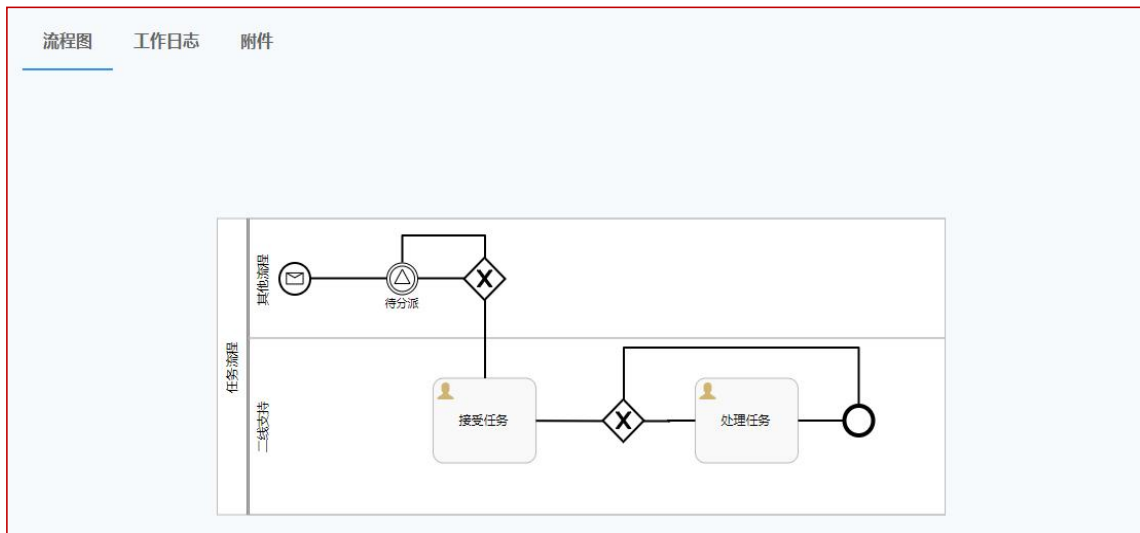 流程图 工作日志 附件
任务流程
其他流程
待分派
二线支持
接受任务
处理任务